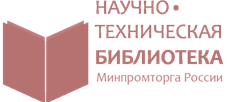 НАУЧНО•
ТЕХНИЧЕСКАЯ
БИБЛИОТЕКА
Минпромторга России